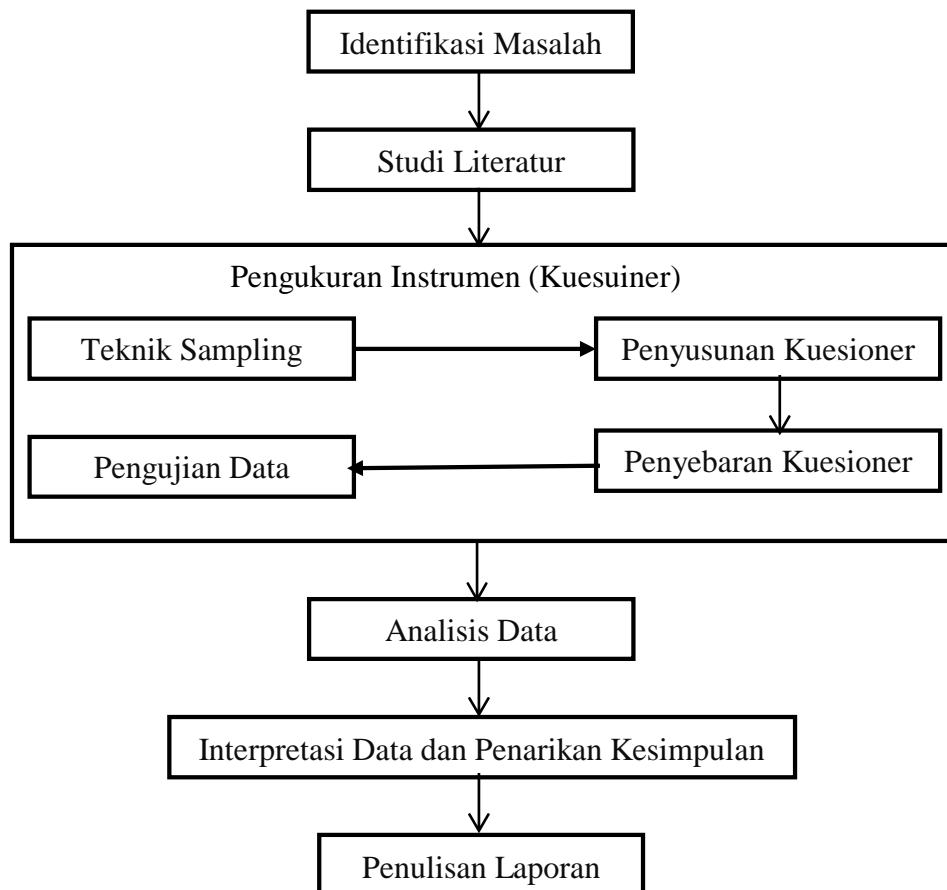 Identifikasi Masalah
Studi Literatur
Pengukuran Instrumen (Kuesuiner)
Teknik Sampling
Penyusunan Kuesioner
Penyebaran Kuesioner
Pengujian Data
Analisis Data
Interpretasi Data dan Penarikan Kesimpulan
Penulisan Laporan